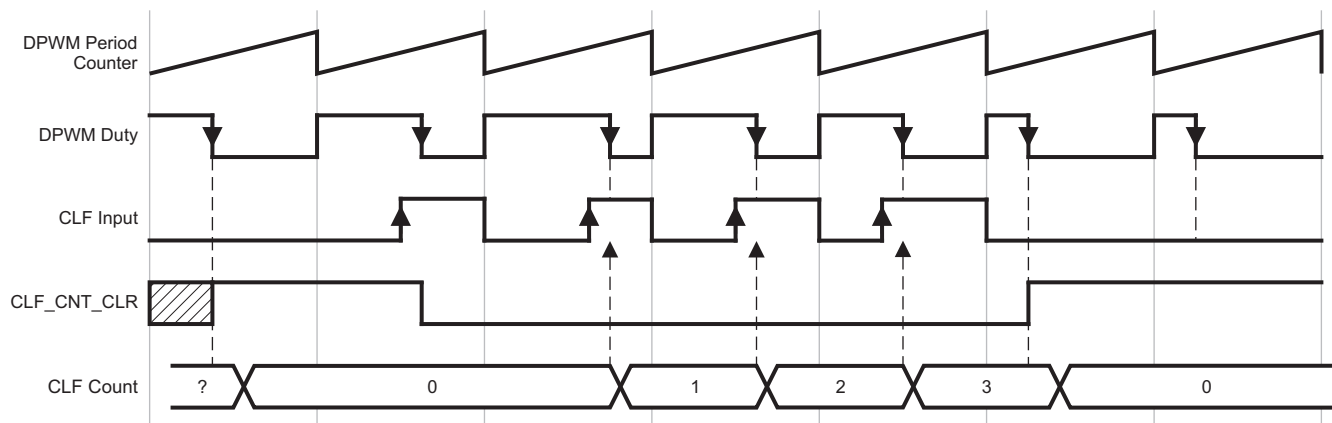 DPWM Period
Counter
DPWM Duty
CLF Input
CLF_CNT_CLR
CLF Count
?
0
1
2
3
0